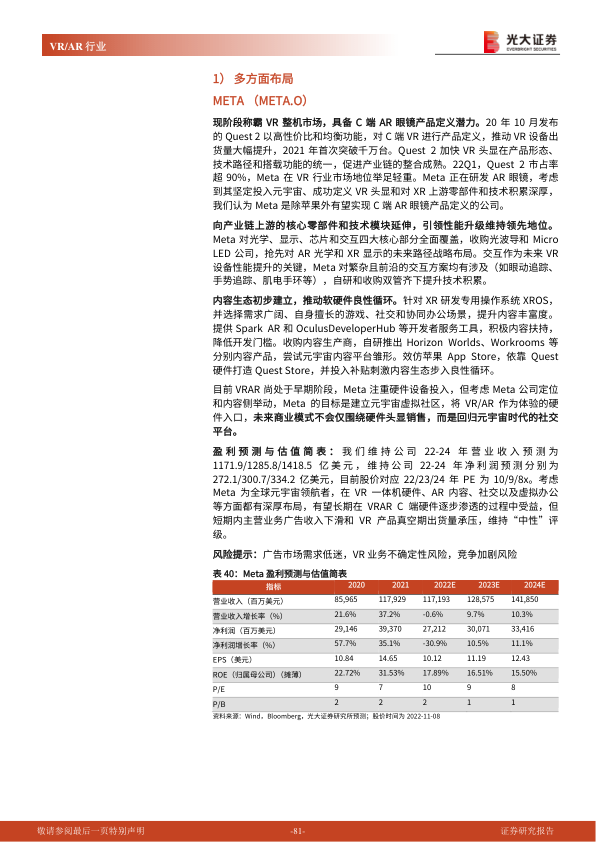 VR/AR 行业
光大证券
EVERBRIGHT SECURITIES
1） 多方面布局
META （META.O）
现阶段称霸 VR 整机市场，具备 C 端 AR 眼镜产品定义潜力。20 年 10 月发布
的 Quest 2 以高性价比和均衡功能，对 C 端 VR 进行产品定义，推动 VR 设备出
货量大幅提升，2021 年首次突破千万台。Quest 2 加快 VR 头显在产品形态、
技术路径和搭载功能的统一，促进产业链的整合成熟。22Q1，Quest 2 市占率
超 90%，Meta 在 VR 行业市场地位举足轻重。Meta 正在研发 AR 眼镜，考虑
到其坚定投入元宇宙、成功定义 VR 头显和对 XR 上游零部件和技术积累深厚，
我们认为 Meta 是除苹果外有望实现 C 端 AR 眼镜产品定义的公司。
向产业链上游的核心零部件和技术模块延伸，引领性能升级维持领先地位。
Meta 对光学、显示、芯片和交互四大核心部分全面覆盖，收购光波导和 Micro
LED 公司，抢先对 AR 光学和 XR 显示的未来路径战略布局。交互作为未来 VR
设备性能提升的关键，Meta 对繁杂且前沿的交互方案均有涉及（如眼动追踪、
手势追踪、肌电手环等），自研和收购双管齐下提升技术积累。
内容生态初步建立，推动软硬件良性循环。针对 XR 研发专用操作系统 XROS，
并选择需求广阔、自身擅长的游戏、社交和协同办公场景，提升内容丰富度。
提供 Spark AR 和 OculusDeveloperHub 等开发者服务工具，积极内容扶持，
降低开发门槛。收购内容生产商，自研推出 Horizon Worlds、Workrooms 等
分别内容产品，尝试元宇宙内容平台雏形。效仿苹果 App Store，依靠 Quest
硬件打造 Quest Store，并投入补贴刺激内容生态步入良性循环。
目前 VRAR 尚处于早期阶段，Meta 注重硬件设备投入，但考虑 Meta 公司定位
和内容侧举动，Meta 的目标是建立元宇宙虚拟社区，将 VR/AR 作为体验的硬
件入口，未来商业模式不会仅围绕硬件头显销售，而是回归元宇宙时代的社交
平台。
盈利预测与估值简表：我们维持公司 22-24 年营业收入预测为
1171.9/1285.8/1418.5 亿美元，维持公司 22-24 年净利润预测分别为
272.1/300.7/334.2 亿美元，目前股价对应 22/23/24 年 PE 为 10/9/8x。考虑
Meta 为全球元宇宙领航者，在 VR 一体机硬件、AR 内容、社交以及虚拟办公
等方面都有深厚布局，有望长期在 VRAR C 端硬件逐步渗透的过程中受益，但
短期内主营业务广告收入下滑和 VR 产品真空期出货量承压，维持“中性”评
级。
风险提示：广告市场需求低迷，VR 业务不确定性风险，竞争加剧风险
表 40：Meta 盈利预测与估值简表
指标 2020 2021 2022E 2023E 2024E
营业收入（百万美元） 85,965 117,929 117,193 128,575 141,850
营业收入增长率（%） 21.6% 37.2% -0.6% 9.7% 10.3%
净利润（百万美元） 29,146 39,370 27,212 30,071 33,416
净利润增长率（%） 57.7% 35.1% -30.9% 10.5% 11.1%
EPS（美元） 10.84 14.65 10.12 11.19 12.43
ROE（归属母公司）（摊薄） 22.72% 31.53% 17.89% 16.51% 15.50%
P/E 9 7 10 9 8
P/B 2 2 2 1 1
资料来源：Wind，Bloomberg，光大证券研究所预测；股价时间为 2022-11-08
敬请参阅最后一页特别声明 -81- 证券研究报告